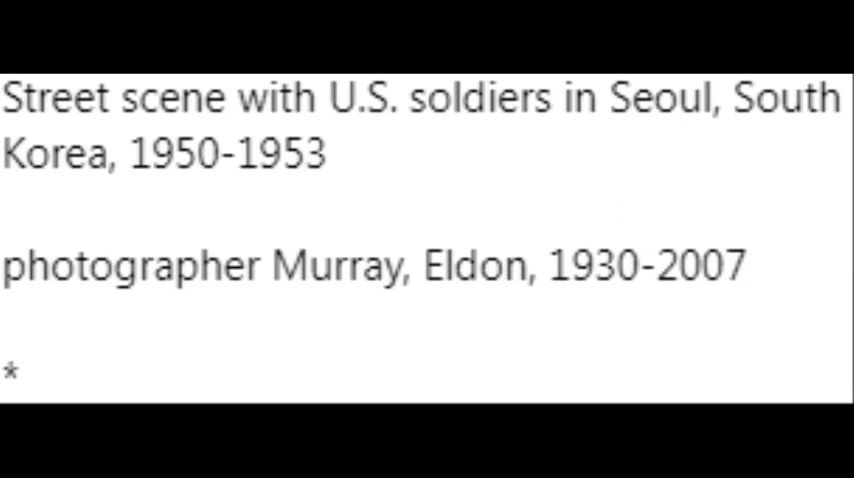 Street scene with U.S. soldiers in Seoul, South
Korea, 1950-1953
photographer Murray, Eldon, 1930-2007
*